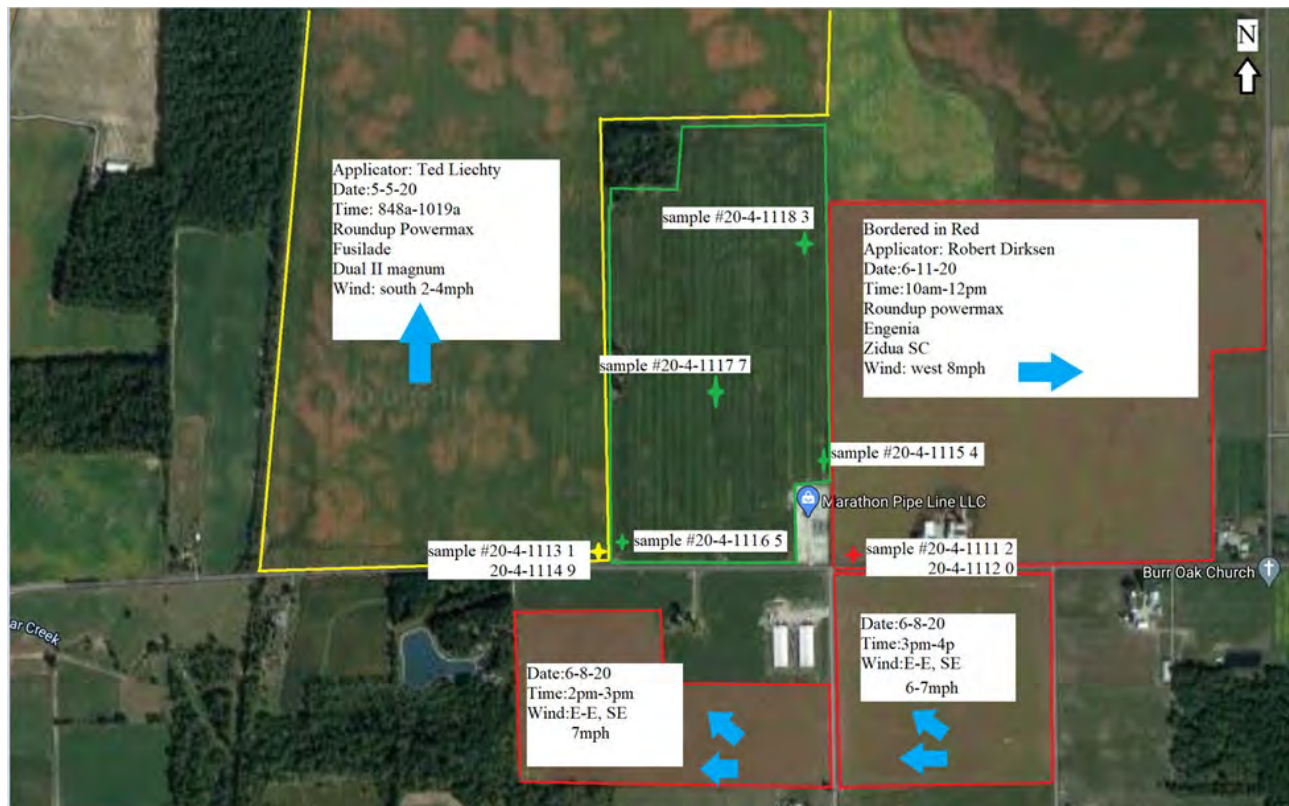 N
Applicator: Ted Liechty
Date:5-5-20
Time: 848a-1019a
Roundup Powermax
Fusilade
Dual II magnum
Wind: south 2-4mph
sample #20-4-1118 3
Bordered in Red
Applicator: Robert Dirksen
Date:6-11-20
Time:10am-12pm
Roundup powermax
Engenia
Zidua SC
Wind: west 8mph
sample #20-4-1117 7
sample #20-4-1115 4
Marathon Pipe Line LLC
sample #20-4-1113 1
20-4-1114 9
sample #20-4-1116 5
sample #20-4-1111 2
20-4-1112 0
Burr Oak Church
ar Creek
Date:6-8-20
Time:2pm-3pm
Wind:E-E, SE
7mph
Date:6-8-20
Time:3pm-4p
Wind:E-E, SE
6-7mph